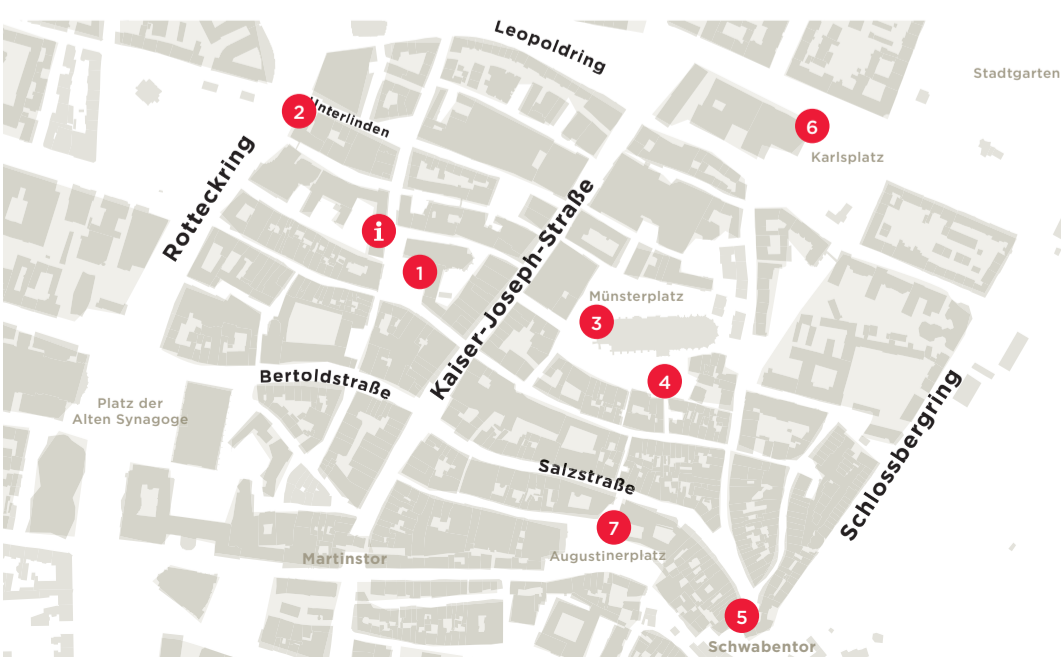 Leopoldring
Stadtgarten
2
Unterlinden
6
Karlsplatz
Rotteckring
i
1
Kaiser-Joseph-Straße
Münsterplatz
3
4
Bertoldstraße
Platz der
Alten Synagoge
Schlossbergring
Salzstraße
7
Augustinerplatz
Martinstor
5
Schwabentor